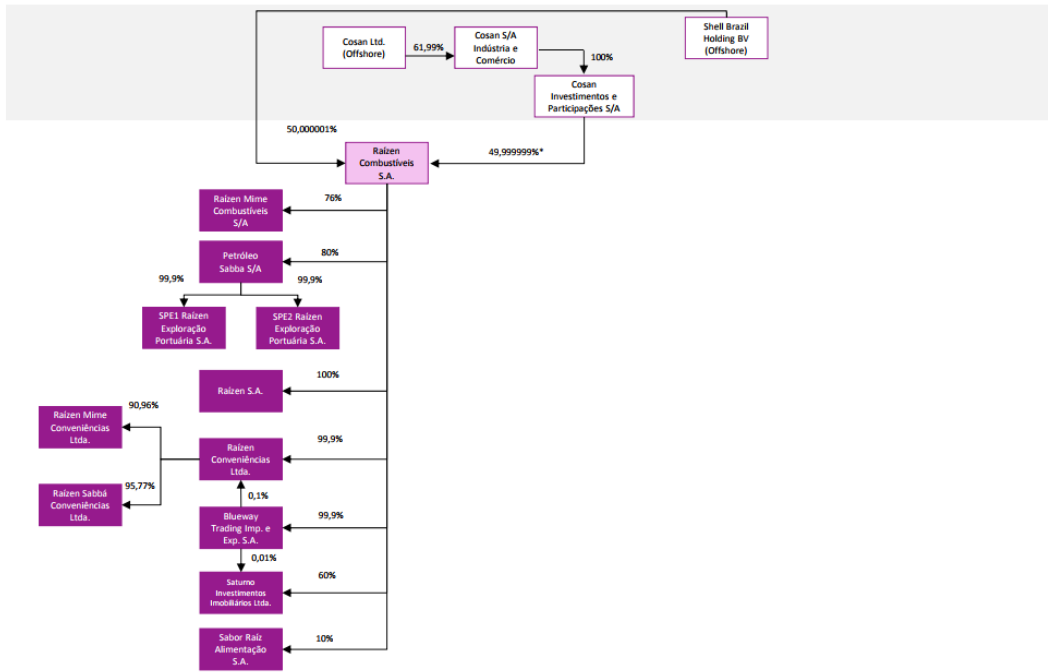 Cosan Ltd.
(Offshore)
61,99%
Cosan S/A
Indústria e
Comércio
Shell Brazil
Holding BV
(Offshore)
100%
Cosan
Investimentos e
Participações S/A
50,000001%
49,999999%*
Raízen
Combustíveis
S.A.
Raízen Mime
Combustíveis
S/A
76%
Petróleo
Sabba S/A
80%
99,9%
99,9%
SPE1 Raízen
Exploração
Portuária S.A.
SPE2 Raízen
Exploração
Portuária S.A.
Raízen S.A.
100%
Raízen Mime
Conveniências
Ltda.
90,96%
Raízen
Conveniências
Ltda.
99,9%
Raízen Sabbá
Conveniências
Ltda.
95,77%
0,1%
Blueway
Trading Imp. e
Exp. S.A.
99,9%
0,01%
Saturno
Investimentos
Imobiliários Ltda.
60%
Sabor Raíz
Alimentação
S.A.
10%